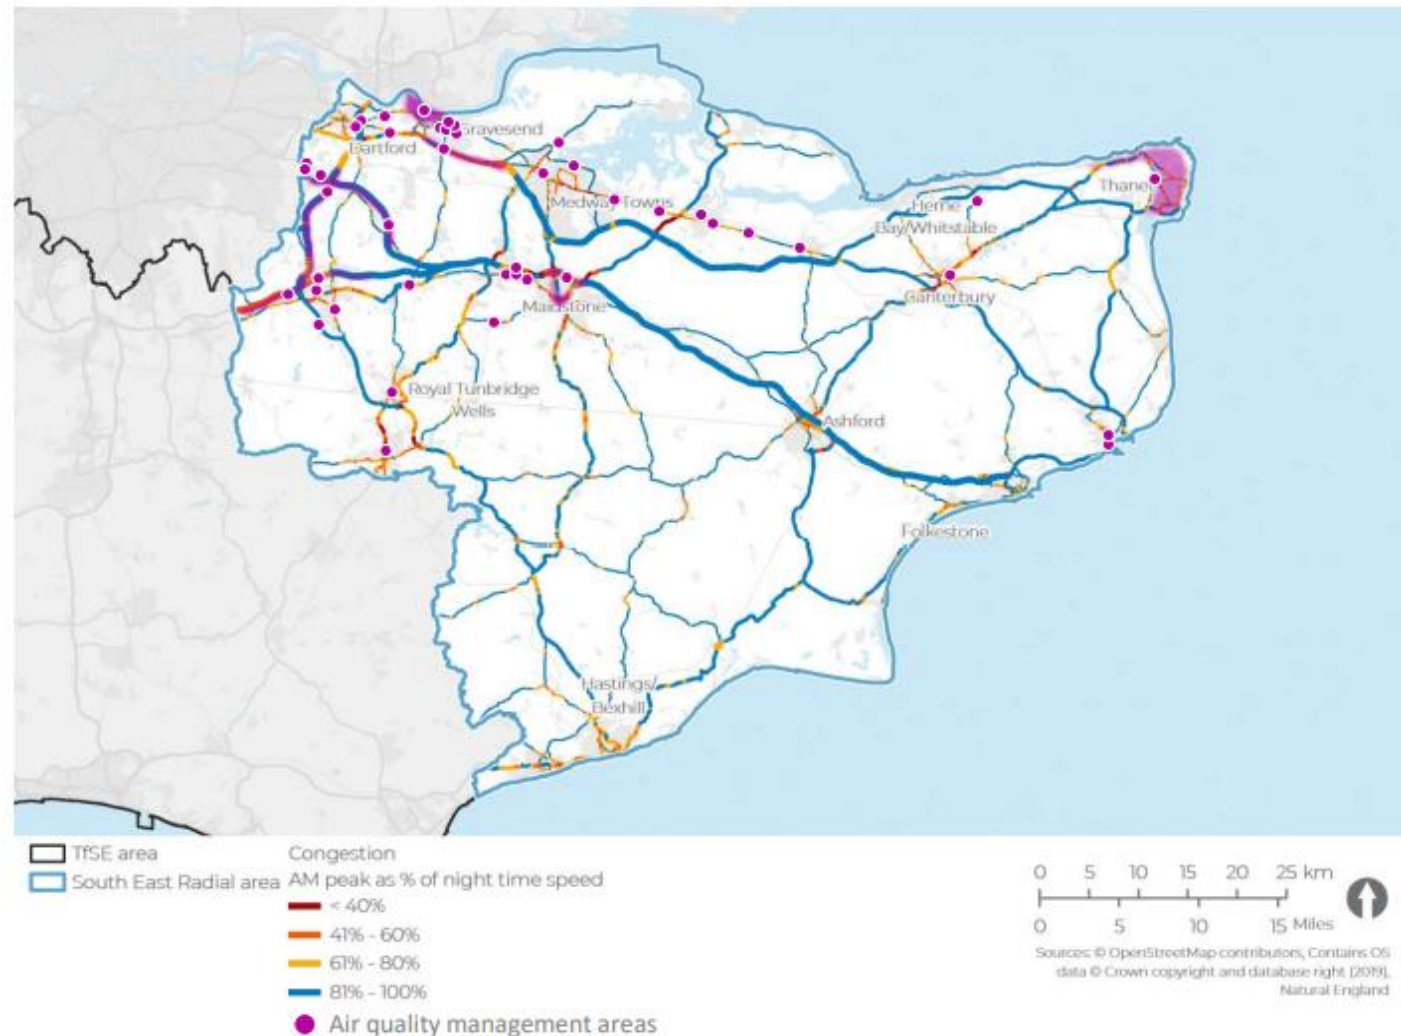 Gravesend
Dartford
Medway Towns
Thane
Herne
Bay/Whitstable
Canterbury
Maidstone
Royal Tunbridge
Wells
Ashford
Folkestone
Hastings/
Bexhill
TfSE area
South East Radial area
Congestion
AM peak as % of night time speed
< 40%
41% - 60%
61% - 80%
81% - 100%
Air quality management areas
0 5 10 15 20 25 km
0 5 10 15 Miles
Sources: © OpenStreetMap contributors, Contains OS
data © Crown copyright and database right (2019),
Natural England